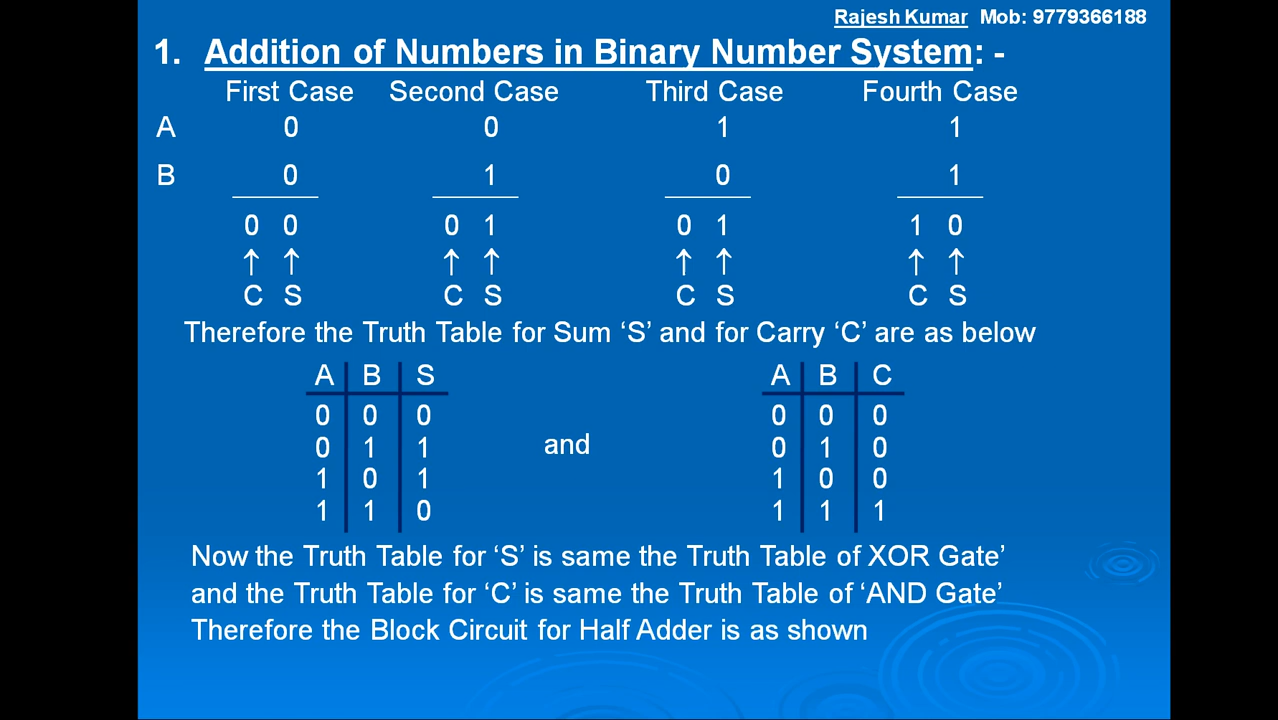 Rajesh Kumar Mob: 9779366188
1. Addition of Numbers in Binary Number System: -
First Case Second Case Third Case Fourth Case
A 0 0 1 1
B 0 1 0 1
0 0 0 1 0 1 1 0
↑ ↑ ↑ ↑ ↑ ↑ ↑ ↑
C S C S C S C S
Therefore the Truth Table for Sum ‘S’ and for Carry ‘C’ are as below
A B S A B C
0 0 0 0 0 0
0 1 1 and 0 1 0
1 0 1 1 0 0
1 1 0 1 1 1
Now the Truth Table for ‘S’ is same the Truth Table of XOR Gate’
and the Truth Table for ‘C’ is same the Truth Table of ‘AND Gate’
Therefore the Block Circuit for Half Adder is as shown